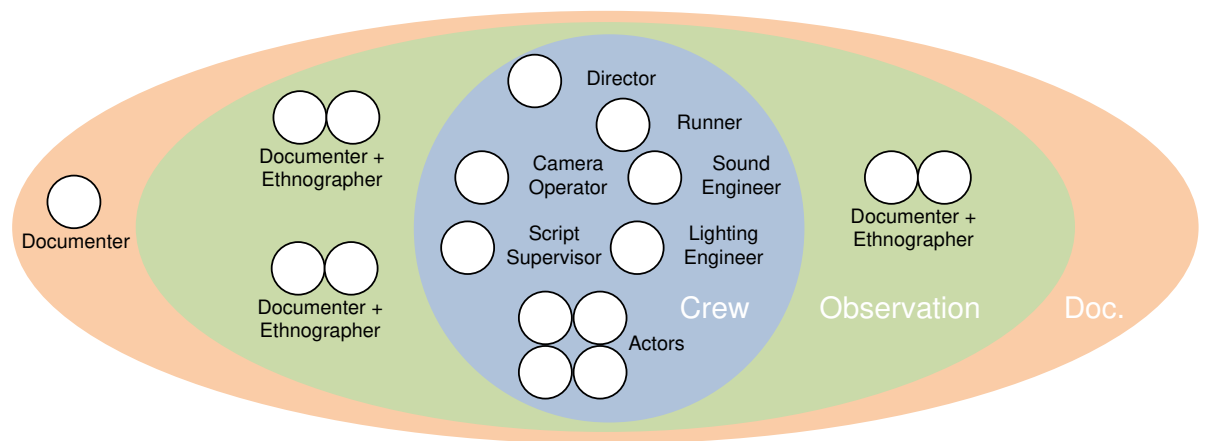 Director
Runner
Camera
Operator
Sound
Engineer
Script
Supervisor
Lighting
Engineer
Actors
Crew
Documenter +
Ethnographer
Documenter +
Ethnographer
Documenter +
Ethnographer
Observation
Documenter
Doc.